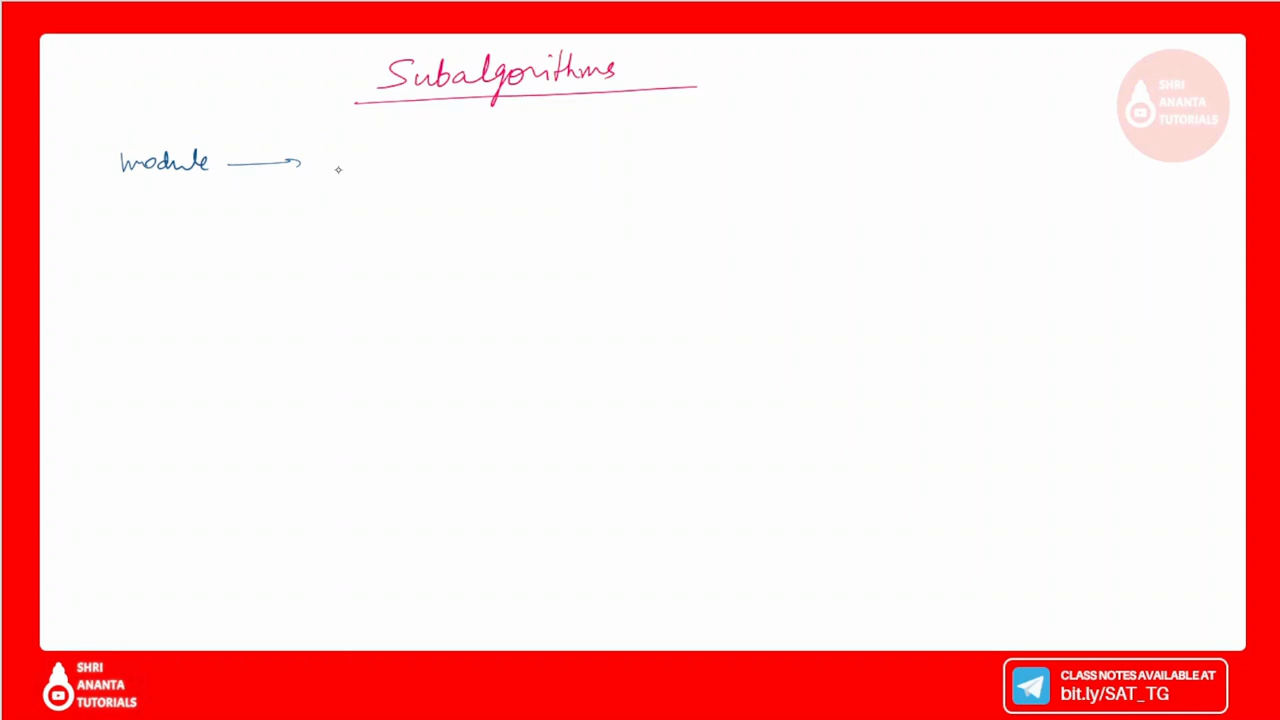 Subalgorithms
SHRI
ANANTA
TUTORIALS
module
SHRI
ANANTA
TUTORIALS
CLASS NOTES AVAILABLE AT
bit.ly/SAT_TG